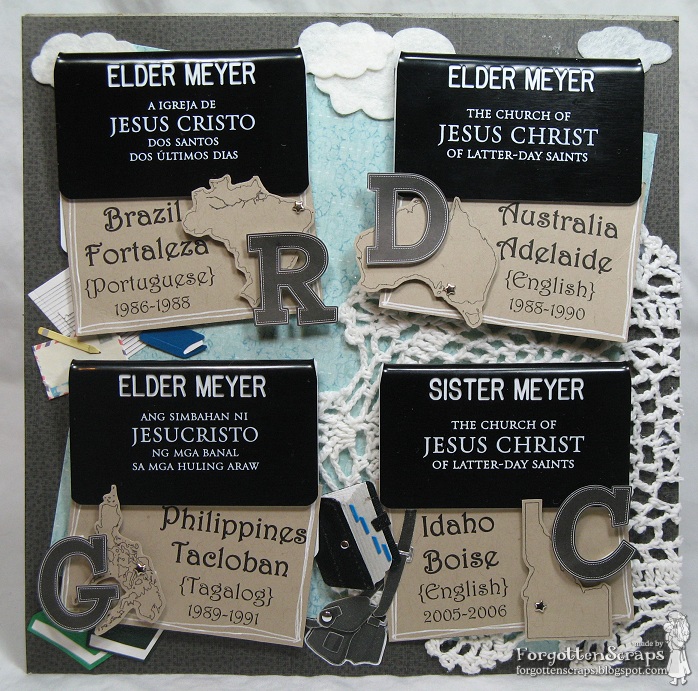 ELDER MEYER
A IGREJA DE
JESUS CRISTO
DOS SANTOS
DOS ÚLTIMOS DIAS
Brazil
Fortaleza
{Portuguese}
1986-1988
R
ELDER MEYER
THE CHURCH OF
JESUS CHRIST
OF LATTER-DAY SAINTS
D
Australia
Adelaide
{English}
1988-1990
ELDER MEYER
ANG SIMBAHAN NI
JESUCRISTO
NG MGA BANAL
SA MGA HULING ARAW
G
Philippines
Tacloban
{Tagalog}
1989-1991
SISTER MEYER
THE CHURCH OF
JESUS CHRIST
OF LATTER-DAY SAINTS
Idaho
Boise
{English}
2005-2006
C
made by
ForgottenScraps
forgottenscraps.blogspot.com